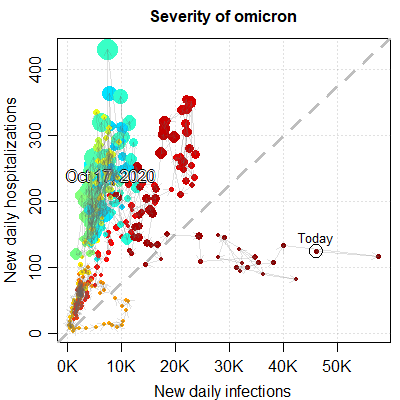 Severity of omicron
New daily hospitalizations
400
300
200
100
0
Oct 17, 2020
Today
0K 10K 20K 30K 40K 50K
New daily infections